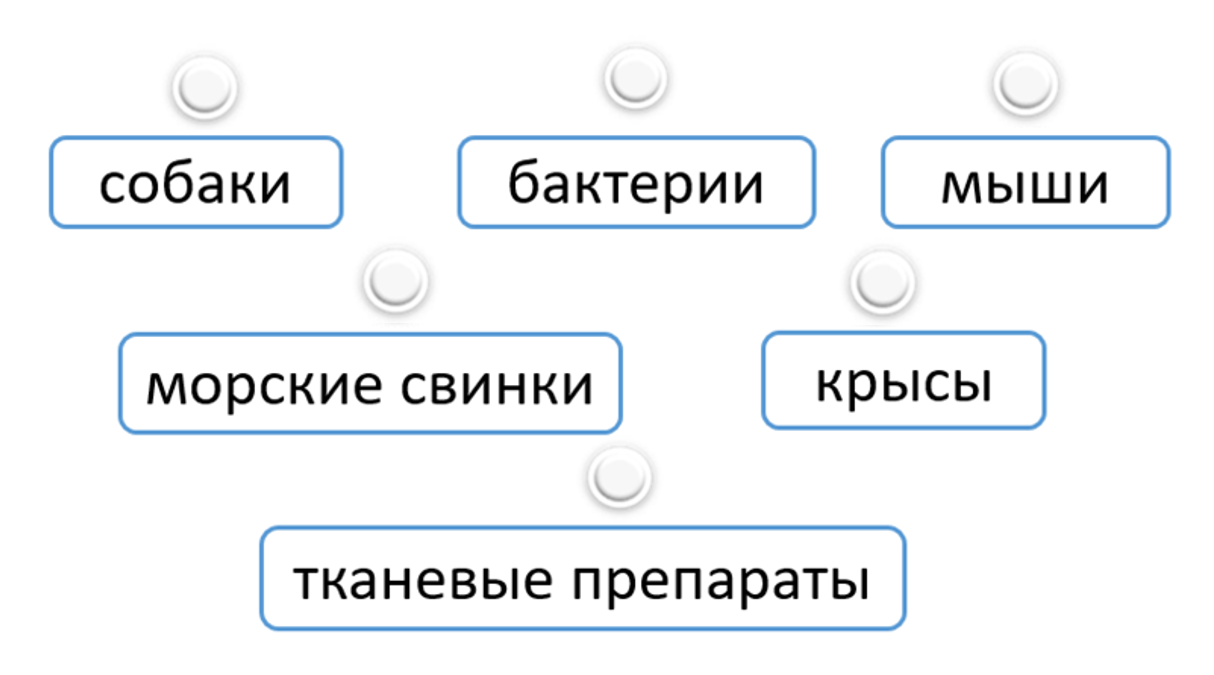 собаки
бактерии
мыши
морские свинки
крысы
тканевые препараты